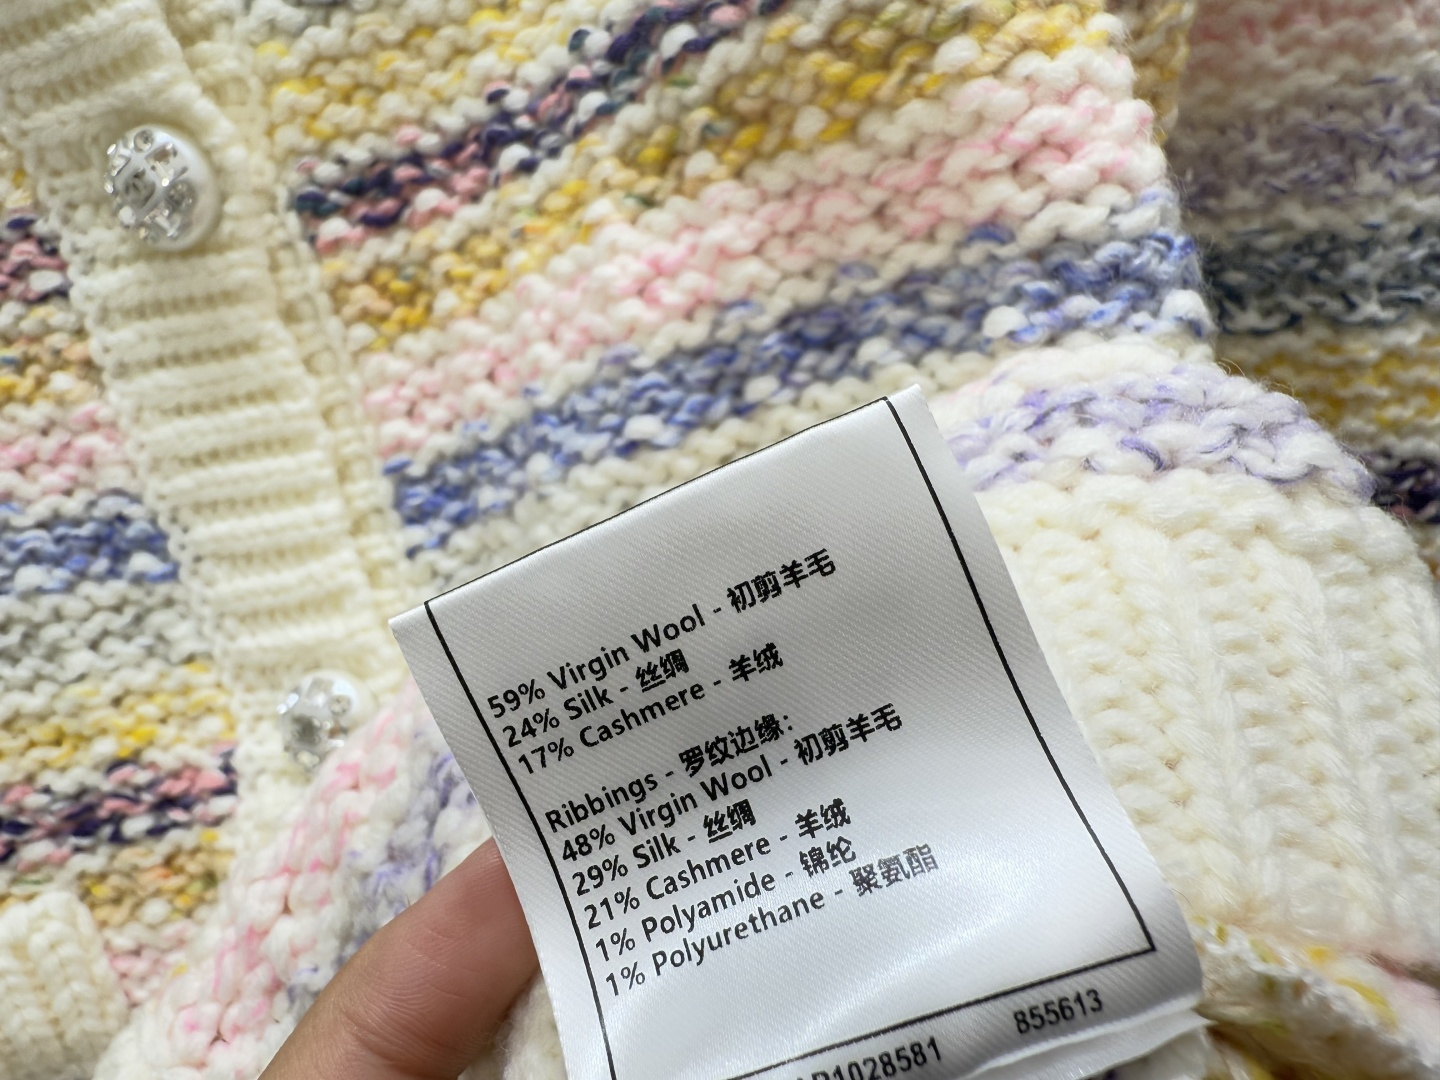 59% Virgin Wool - 初剪羊毛
24% Silk - 丝绸
17% Cashmere - 羊绒
Ribbings - 罗纹边缘:
48% Virgin Wool - 初剪羊毛
29% Silk - 丝绸
21% Cashmere - 羊绒
1% Polyamide - 锦纶
1% Polyurethane - 聚氨酯
855613